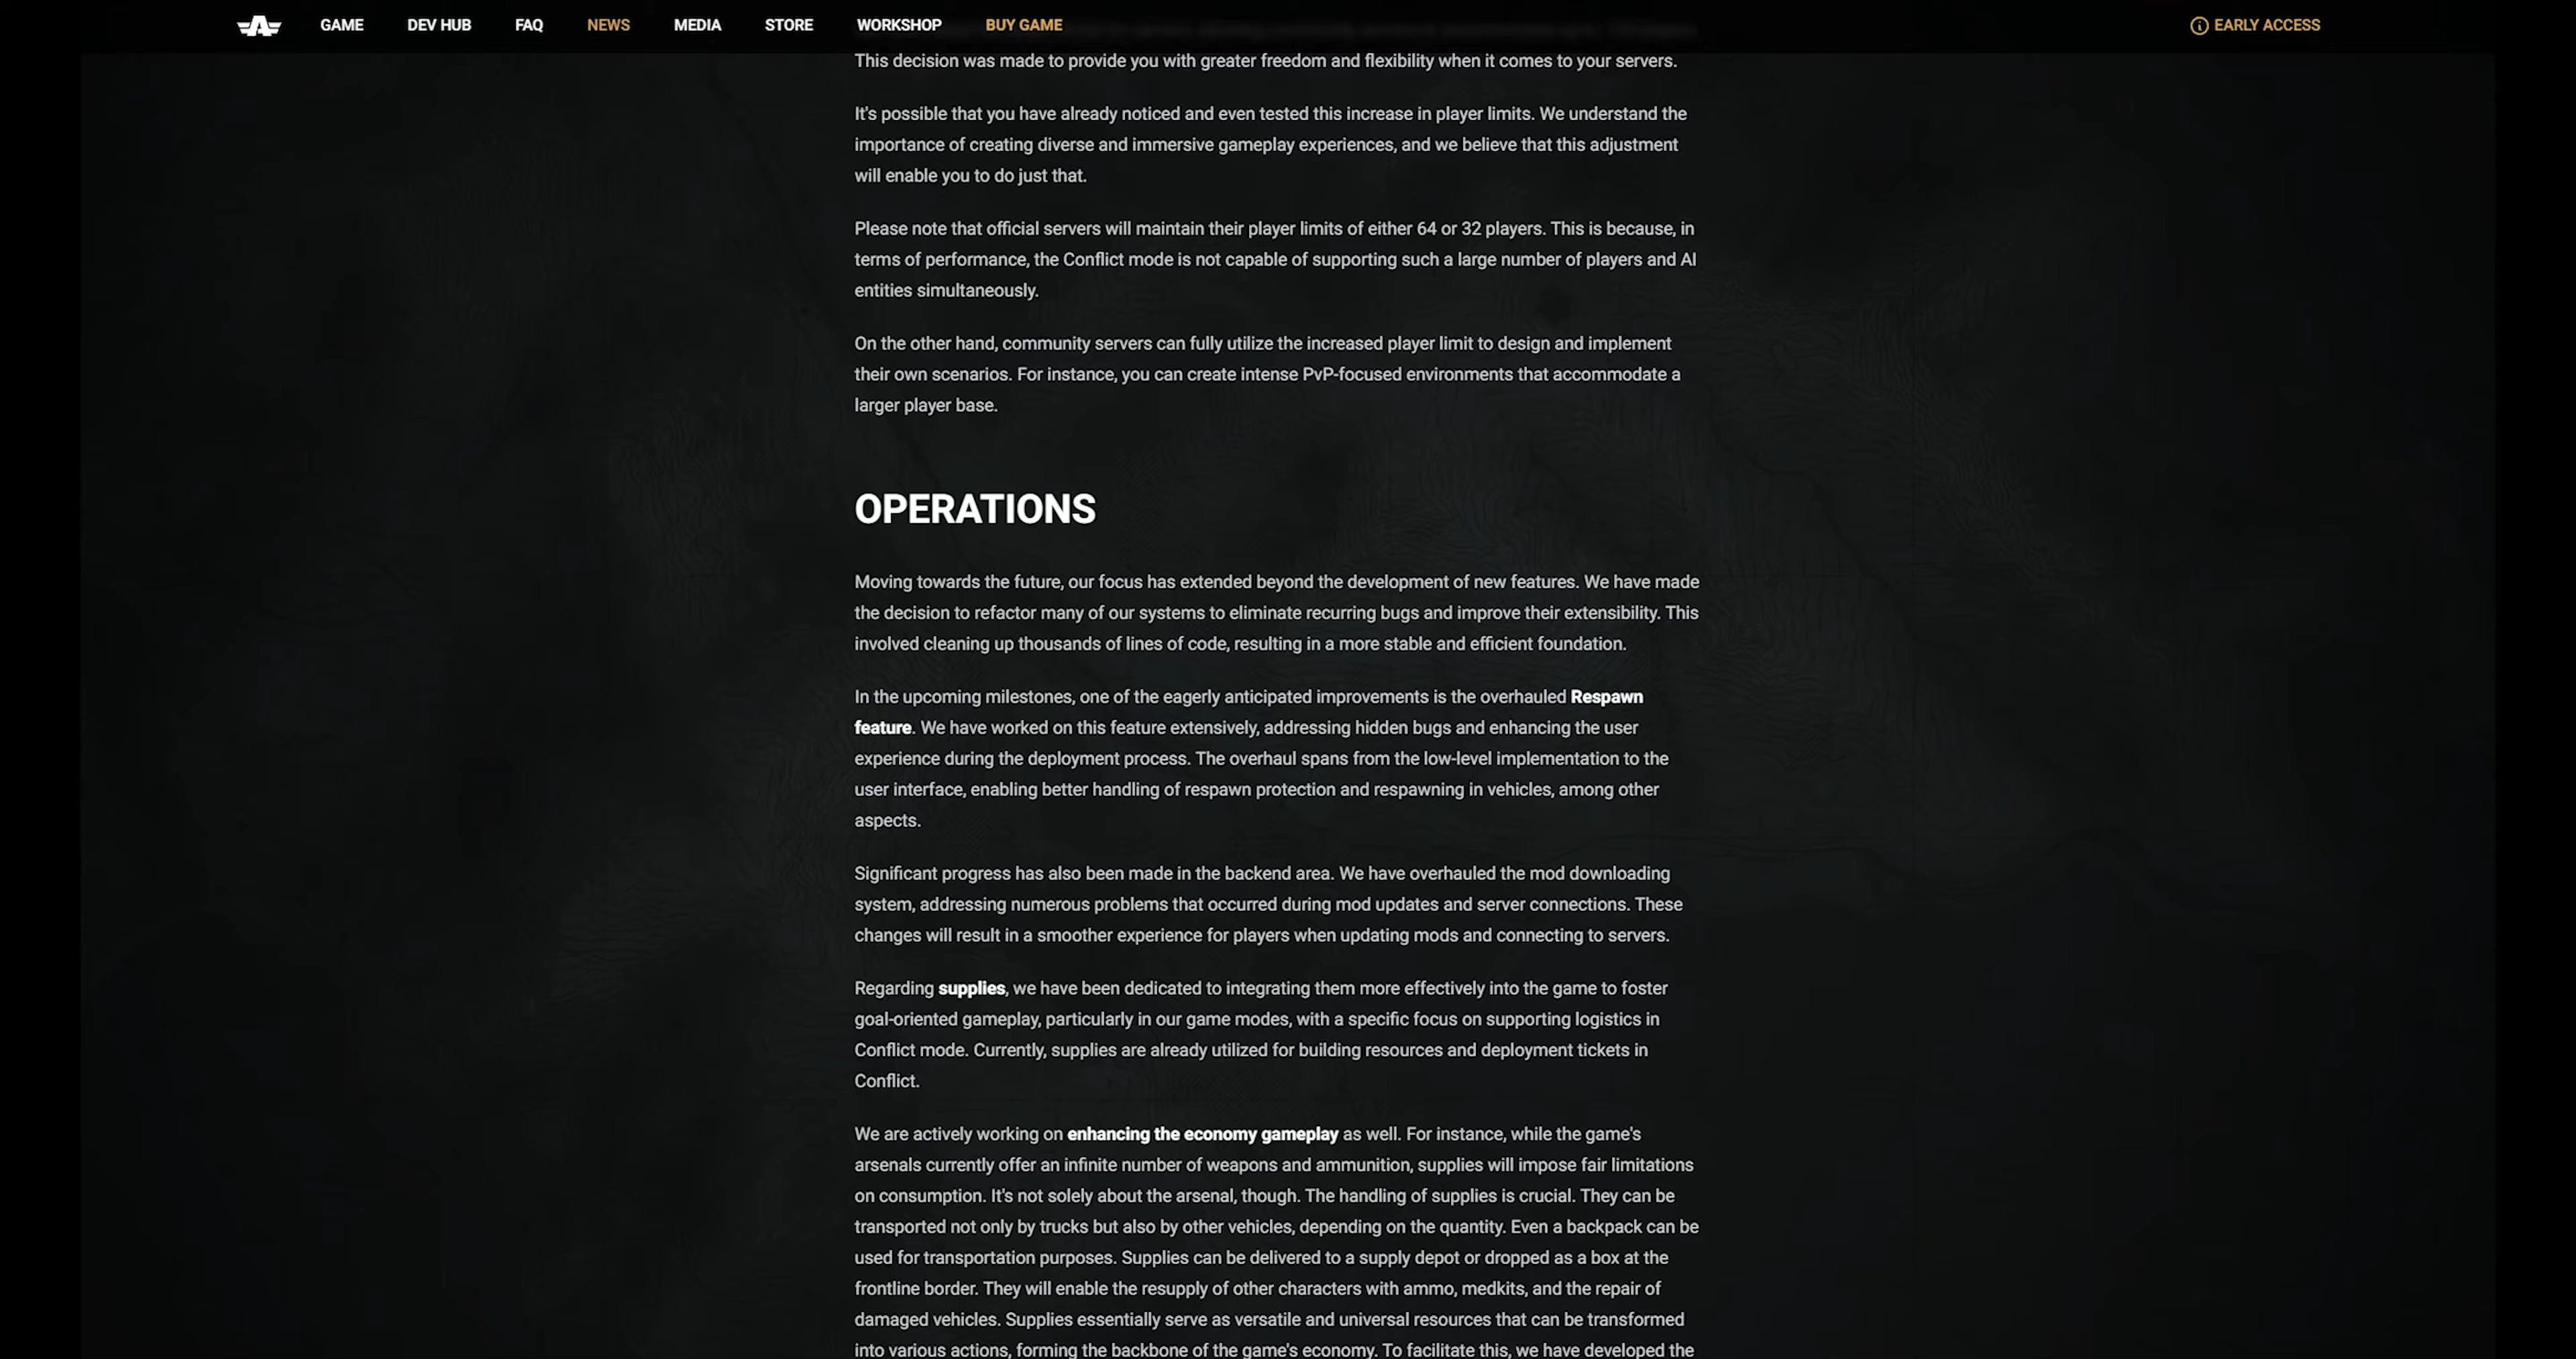 GAME DEV HUB FAQ NEWS MEDIA STORE WORKSHOP BUY GAME EARLY ACCESS
This decision was made to provide you with greater freedom and flexibility when it comes to your servers.
It's possible that you have already noticed and even tested this increase in player limits. We understand the
importance of creating diverse and immersive gameplay experiences, and we believe that this adjustment
will enable you to do just that.
Please note that official servers will maintain their player limits of either 64 or 32 players. This is because, in
terms of performance, the Conflict mode is not capable of supporting such a large number of players and AI
entities simultaneously.
On the other hand, community servers can fully utilize the increased player limit to design and implement
their own scenarios. For instance, you can create intense PvP-focused environments that accommodate a
larger player base.
OPERATIONS
Moving towards the future, our focus has extended beyond the development of new features. We have made
the decision to refactor many of our systems to eliminate recurring bugs and improve their extensibility. This
involved cleaning up thousands of lines of code, resulting in a more stable and efficient foundation.
In the upcoming milestones, one of the eagerly anticipated improvements is the overhauled Respawn
feature. We have worked on this feature extensively, addressing hidden bugs and enhancing the user
experience during the deployment process. The overhaul spans from the low-level implementation to the
user interface, enabling better handling of respawn protection and respawning in vehicles, among other
aspects.
Significant progress has also been made in the backend area. We have overhauled the mod downloading
system, addressing numerous problems that occurred during mod updates and server connections. These
changes will result in a smoother experience for players when updating mods and connecting to servers.
Regarding supplies, we have been dedicated to integrating them more effectively into the game to foster
goal-oriented gameplay, particularly in our game modes, with a specific focus on supporting logistics in
Conflict mode. Currently, supplies are already utilized for building resources and deployment tickets in
Conflict.
We are actively working on enhancing the economy gameplay as well. For instance, while the game's
arsenals currently offer an infinite number of weapons and ammunition, supplies will impose fair limitations
on consumption. It's not solely about the arsenal, though. The handling of supplies is crucial. They can be
transported not only by trucks but also by other vehicles, depending on the quantity. Even a backpack can be
used for transportation purposes. Supplies can be delivered to a supply depot or dropped as a box at the
frontline border. They will enable the resupply of other characters with ammo, medkits, and the repair of
damaged vehicles. Supplies essentially serve as versatile and universal resources that can be transformed
into various actions, forming the backbone of the game's economy. To facilitate this, we have developed the